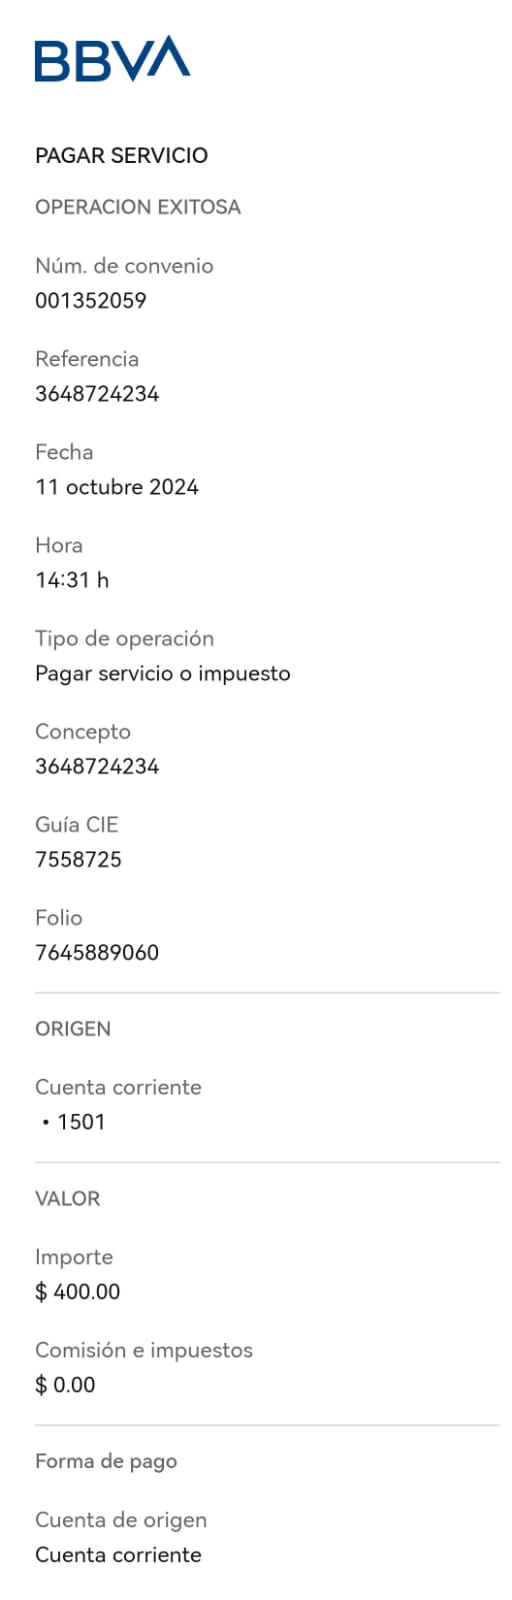 BBVA
PAGAR SERVICIO
OPERACION EXITOSA
Núm. de convenio
001352059
Referencia
3648724234
Fecha
11 octubre 2024
Hora
14:31 h
Tipo de operación
Pagar servicio o impuesto
Concepto
3648724234
Guía CIE
7558725
Folio
7645889060
ORIGEN
Cuenta corriente
• 1501
VALOR
Importe
$ 400.00
Comisión e impuestos
$ 0.00
Forma de pago
Cuenta de origen
Cuenta corriente